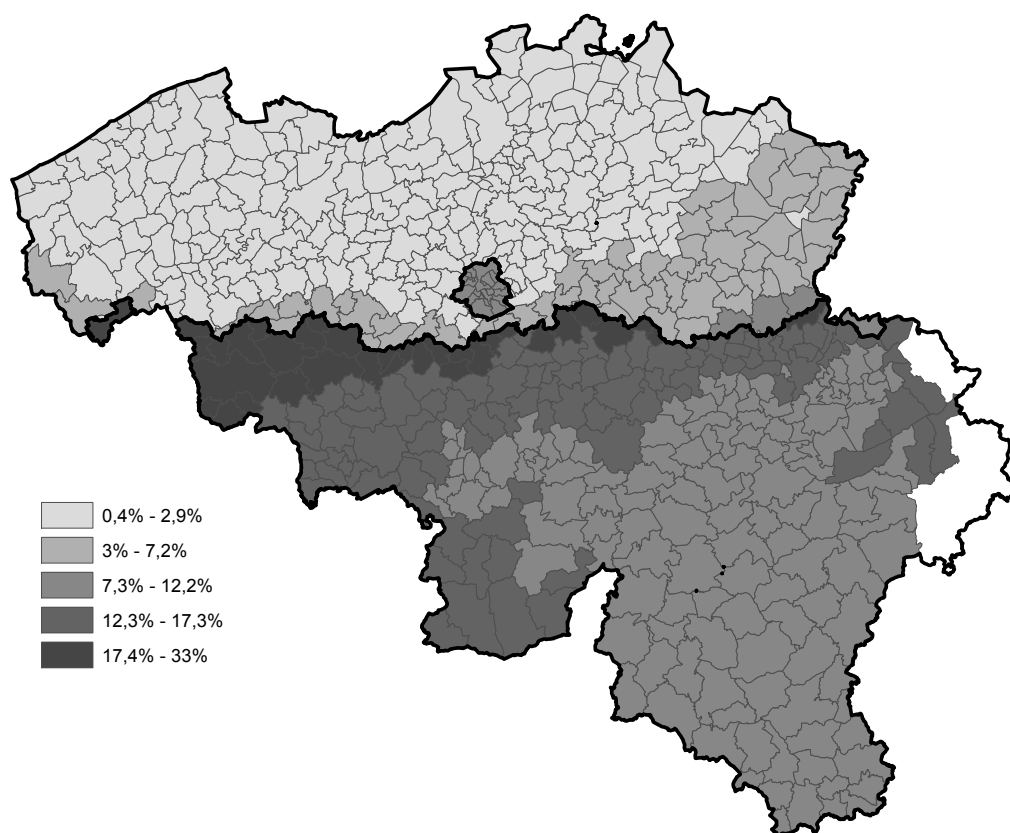 0,4% - 2,9%
3% - 7,2%
7,3% - 12,2%
12,3% - 17,3%
17,4% - 33%